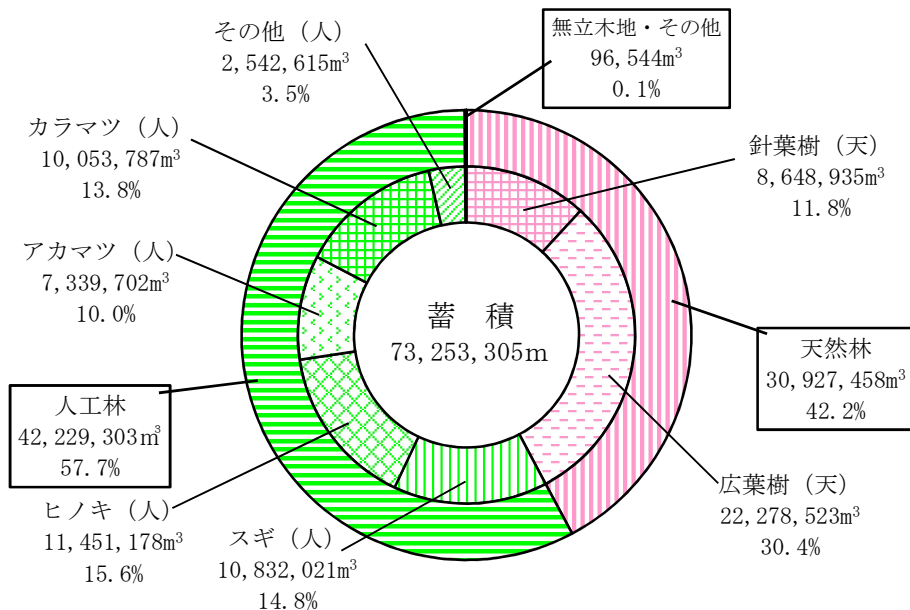 その他（人）
2,542,615m³
3.5%
無立木地・その他
96,544m³
0.1%
カラマツ（人）
10,053,787m³
13.8%
針葉樹（天）
8,648,935m³
11.8%
アカマツ（人）
7,339,702m³
10.0%
蓄　積
73,253,305m
天然林
30,927,458m³
42.2%
人工林
42,229,303㎥
57.7%
広葉樹（天）
22,278,523m³
30.4%
ヒノキ（人）
11,451,178m³
15.6%
スギ（人）
10,832,021m³
14.8%